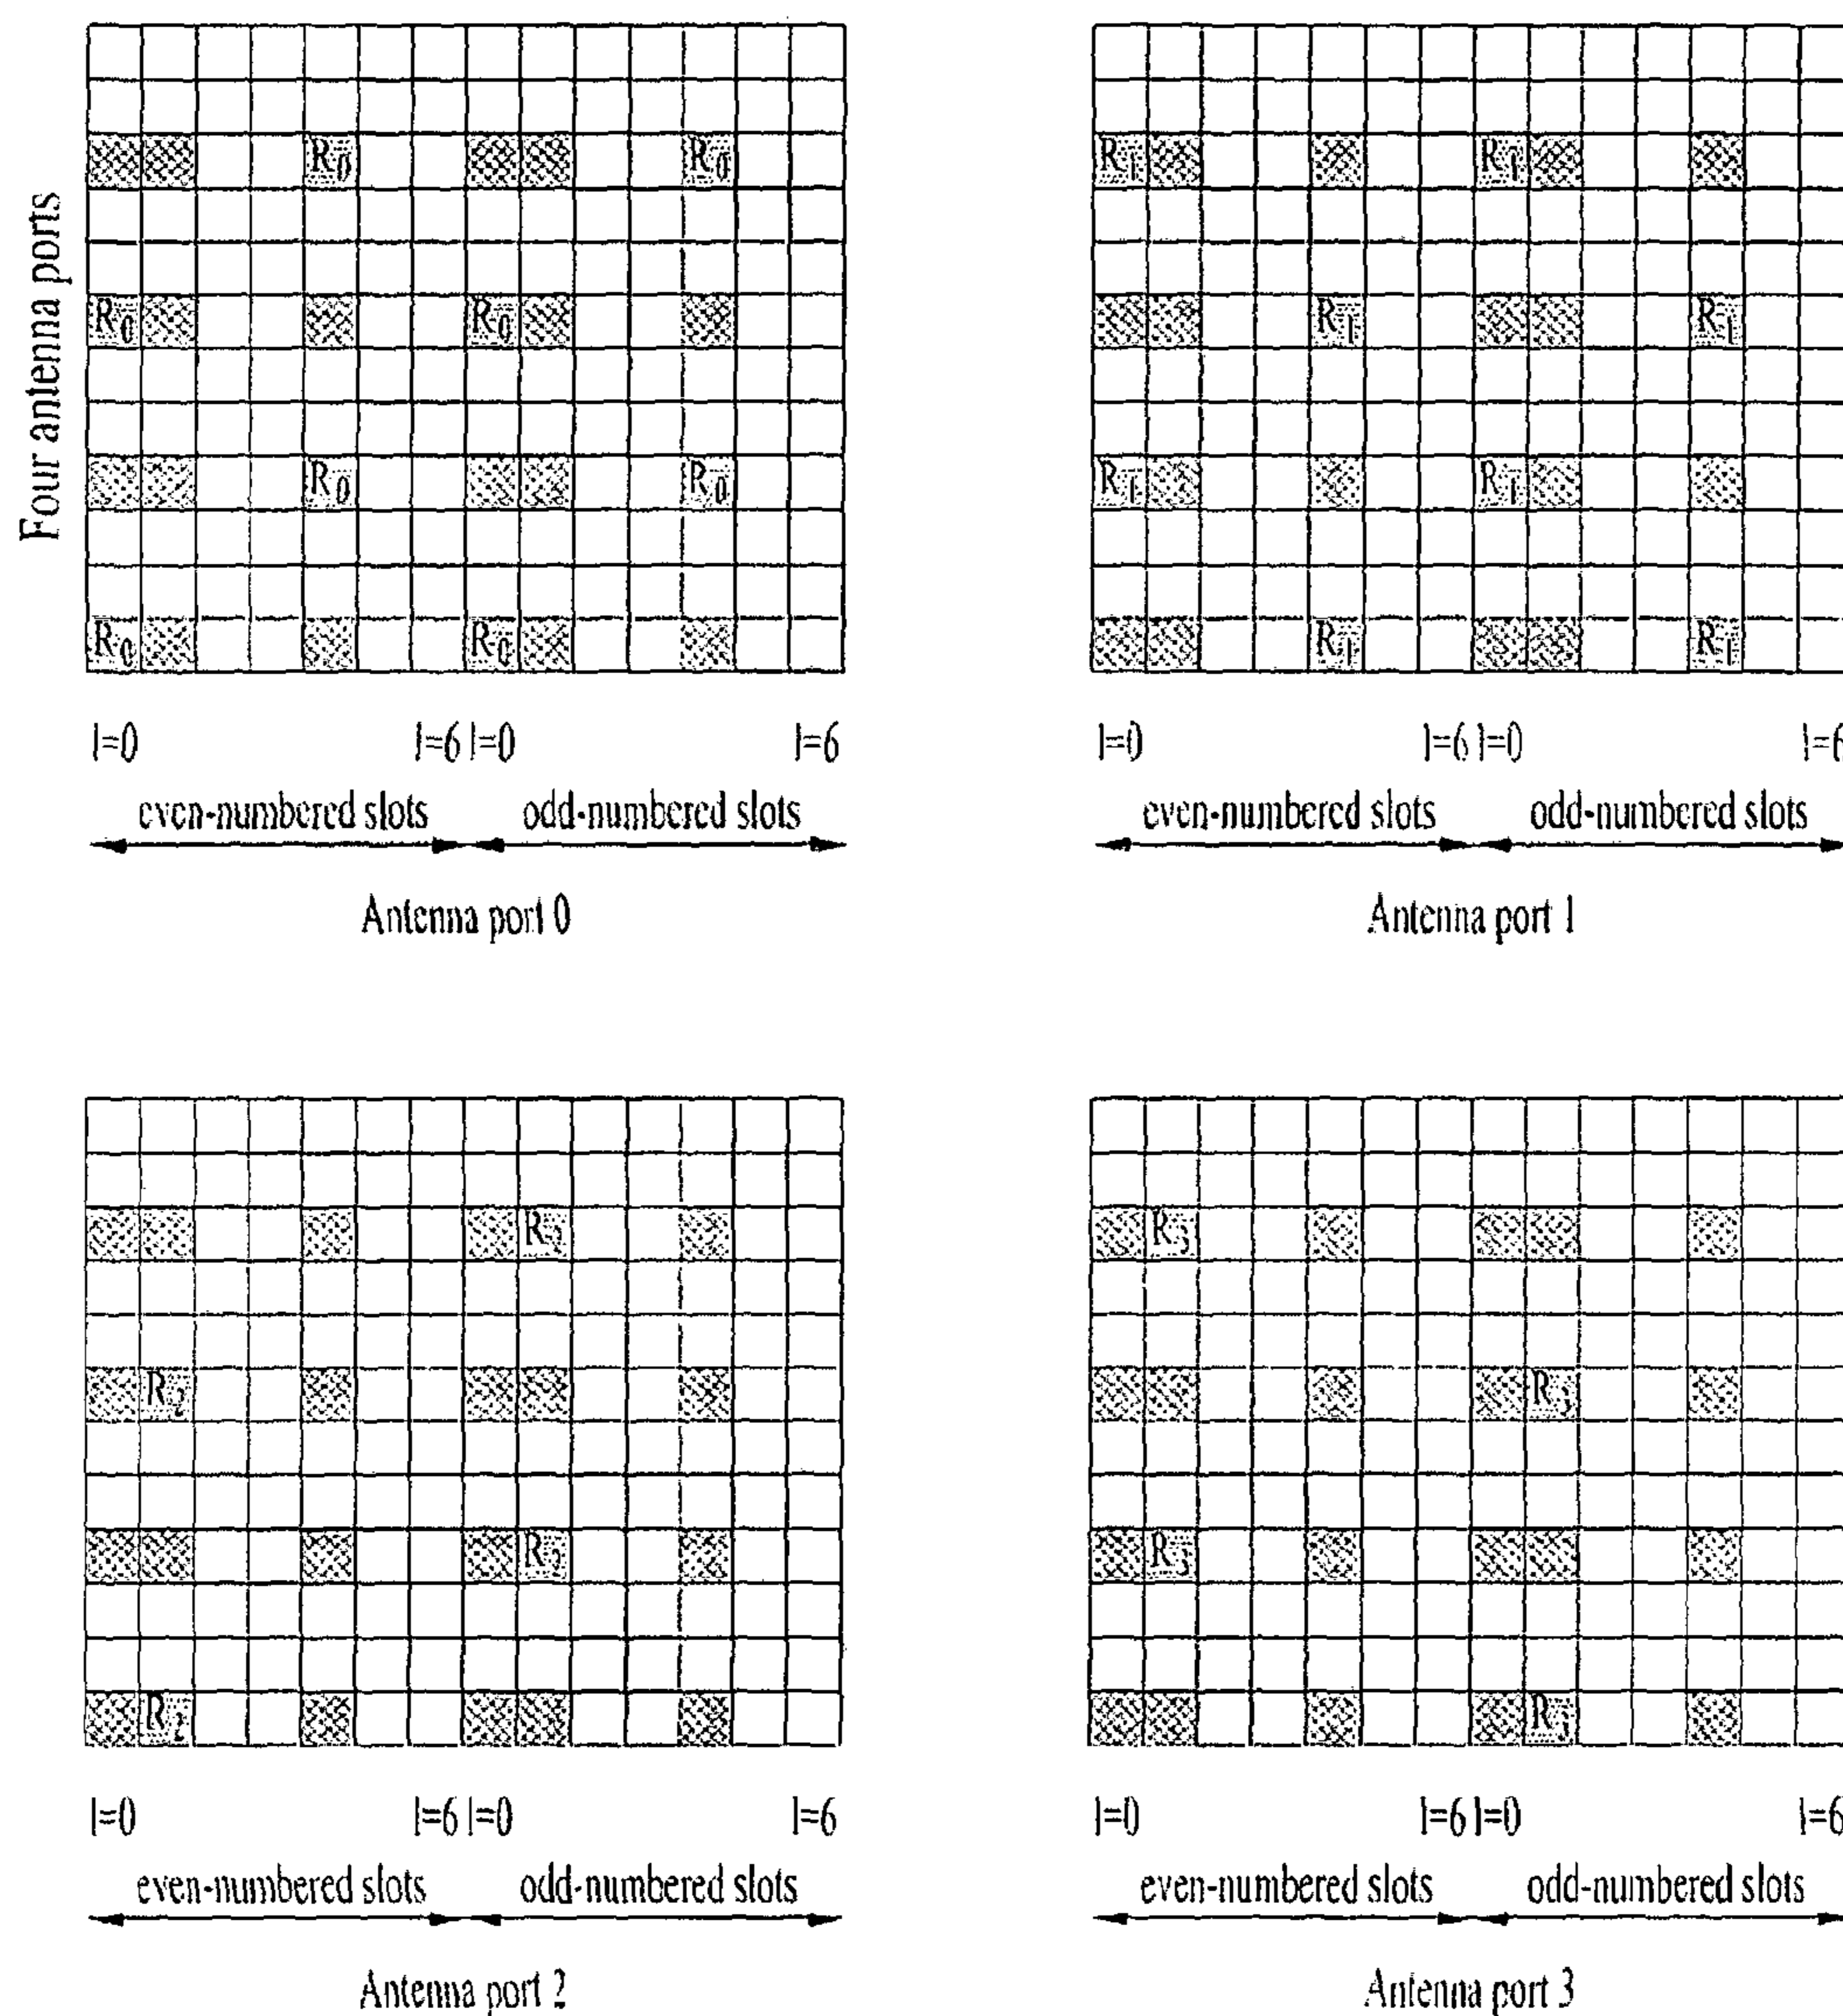 Four antenna ports
R0 R0 R1 R1
R0 R0 R1 R1
R0 R0 R1 R1
R0 R0 R1 R1
l=0 l=6 l=0 l=6 l=0 l=6 l=0 l=6
even-numbered slots odd-numbered slots even-numbered slots odd-numbered slots
Antenna port 0 Antenna port 1
R2 R3
R2 R3
R2 R3
R2 R3
l=0 l=6 l=0 l=6 l=0 l=6 l=0 l=6
even-numbered slots odd-numbered slots even-numbered slots odd-numbered slots
Antenna port 2 Antenna port 3